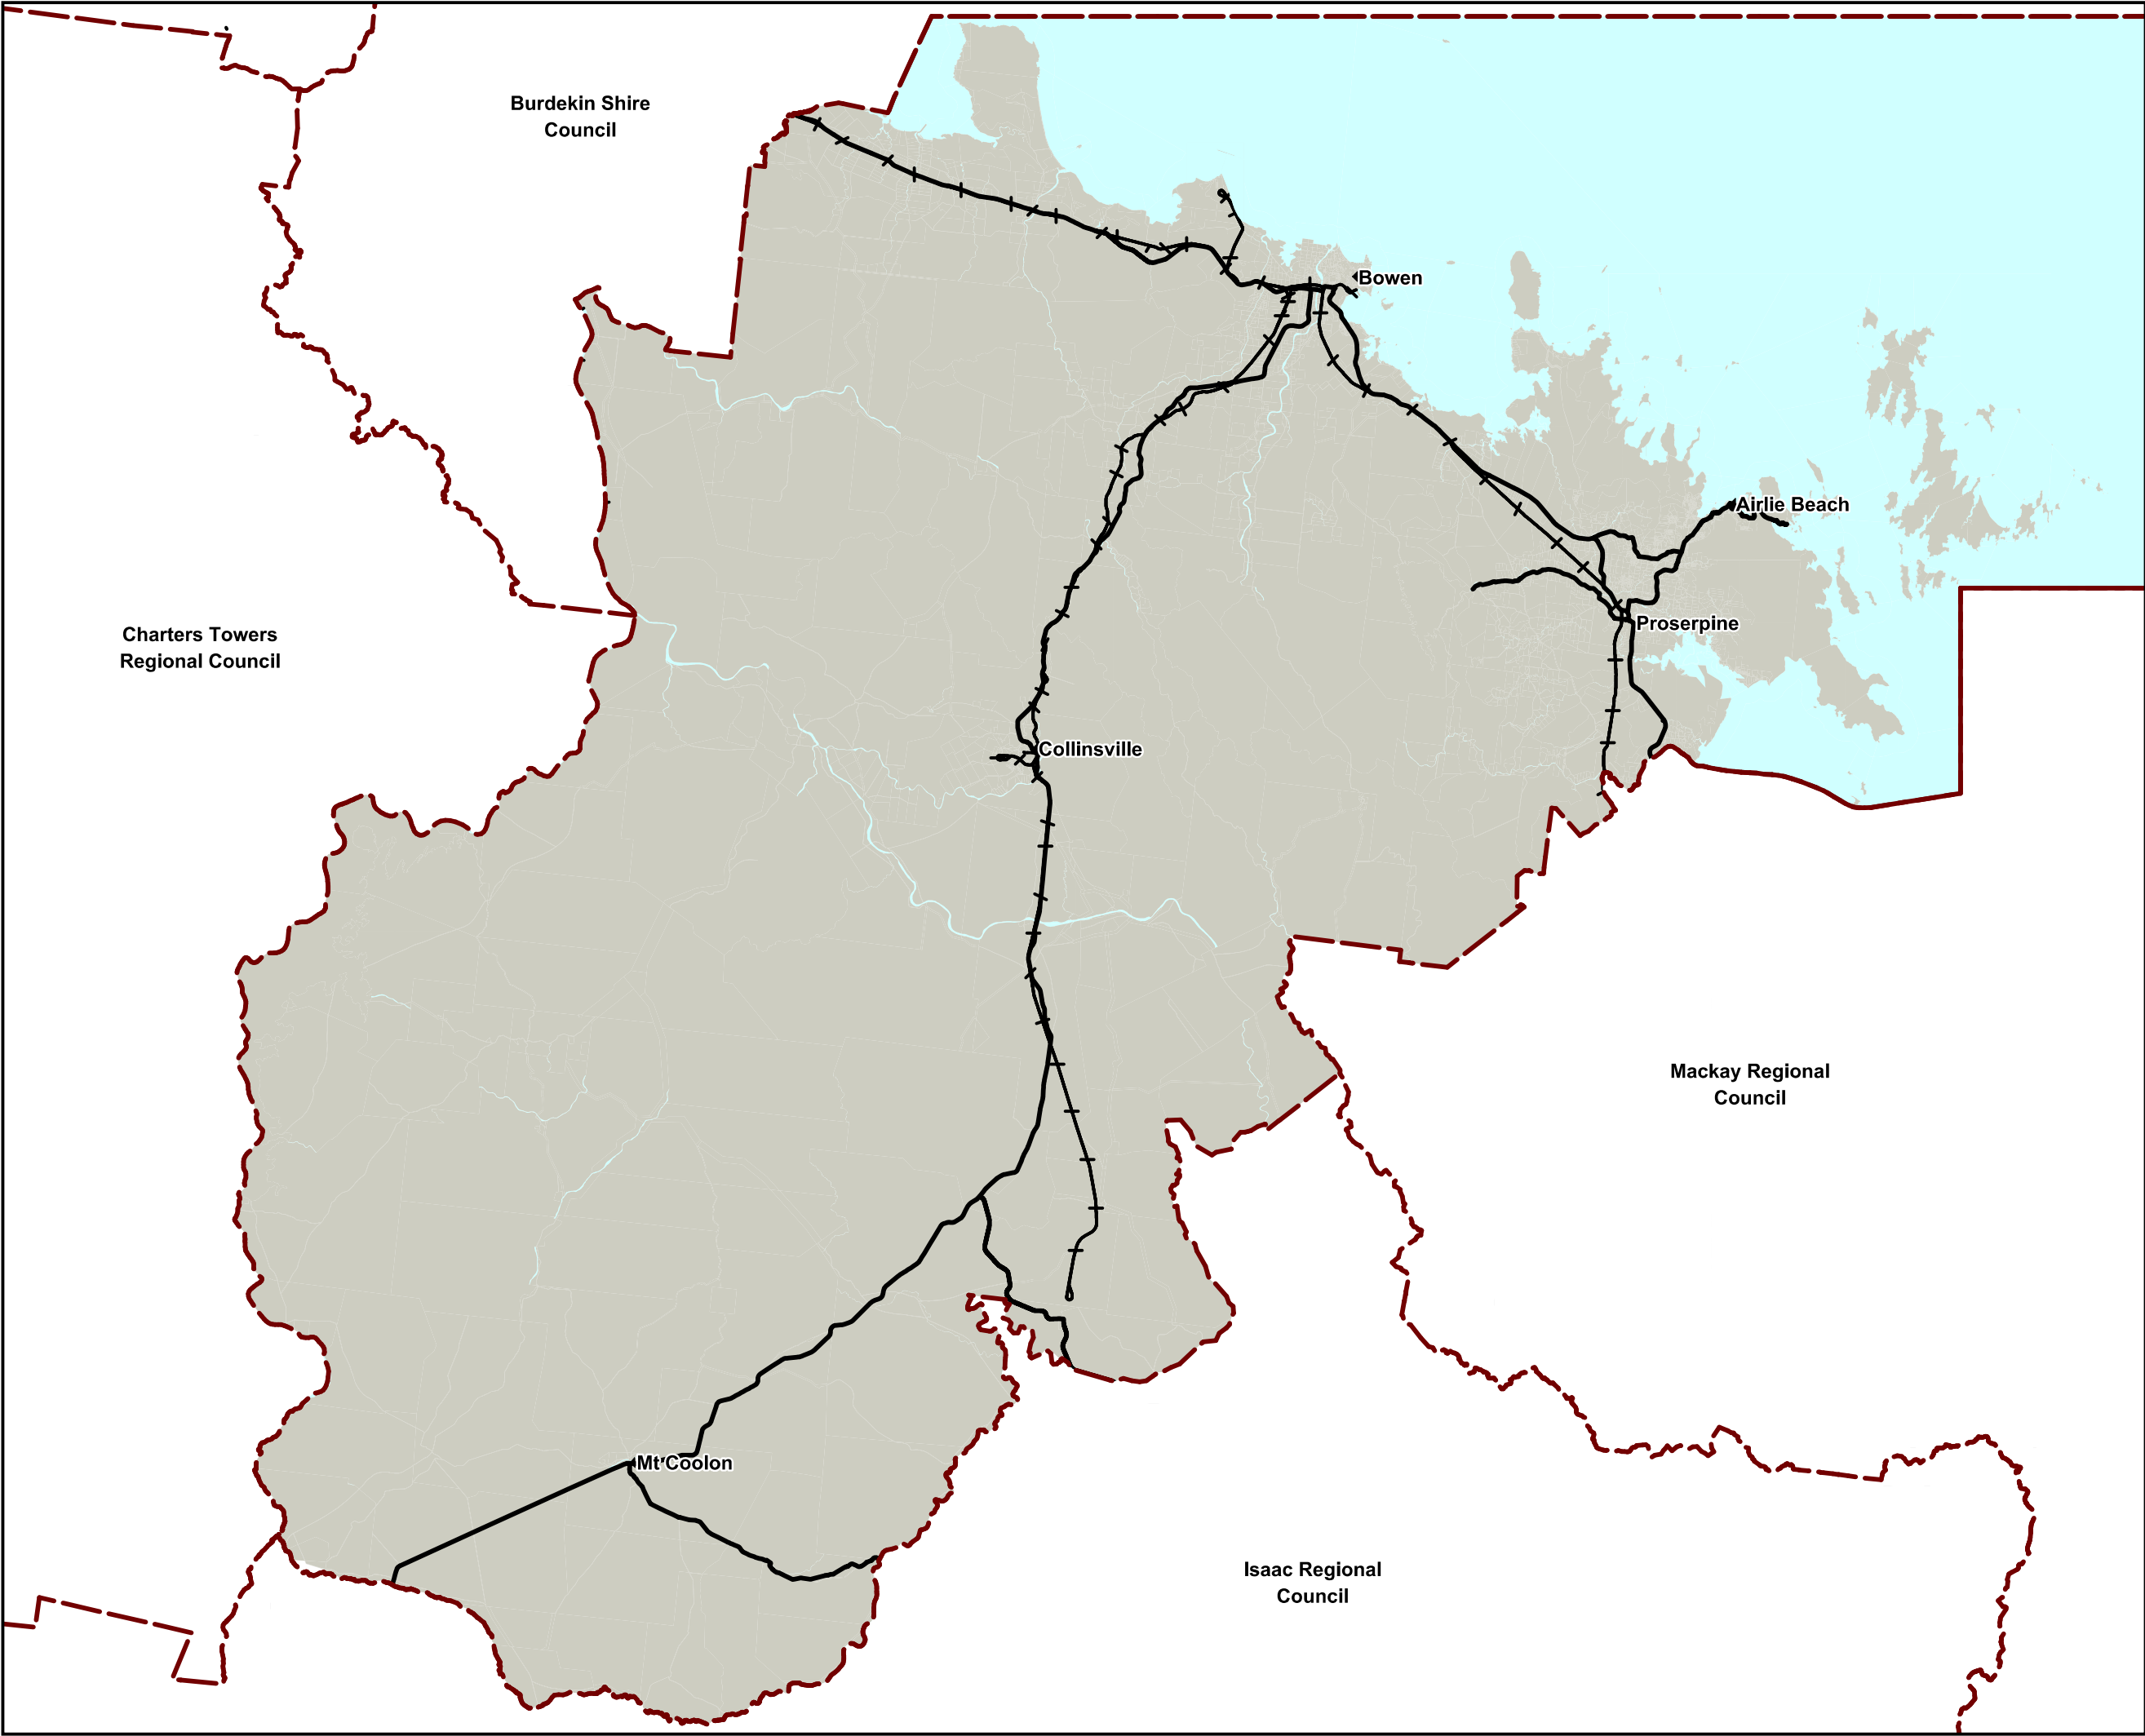 Burdekin Shire
Council
Bowen
Airlie Beach
Charters Towers
Regional Council
Proserpine
Collinsville
Mackay Regional
Council
Mt Coolon
Isaac Regional
Council